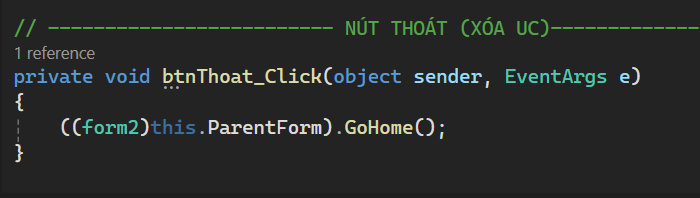 // ------------------------- NÚT THOÁT (XÓA UC)-------------
1 reference
private void btnThoat_Click(object sender, EventArgs e)
{
    ((form2)this.ParentForm).GoHome();
}